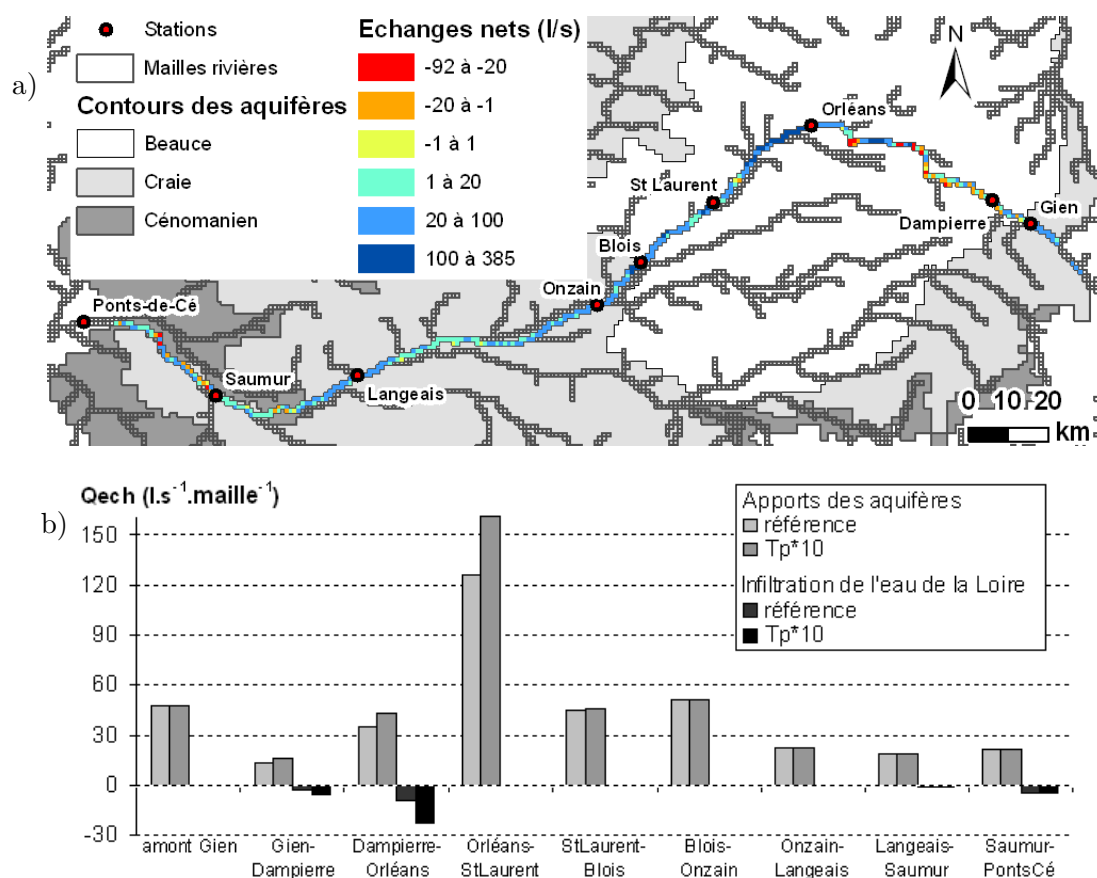 a)
Stations
Mailles rivières
Contours des aquifères
Beauce
Craie
Cénomanien
Echanges nets (l/s)
-92 à -20
-20 à -1
-1 à 1
1 à 20
20 à 100
100 à 385
N
Orléans
St Laurent
Gien
Dampierre
Blois
Onzain
Ponts-de-Cé
Saumur
Langeais
0 10 20
km
b)
Qech (l.s⁻¹.maille⁻¹)
150
120
90
60
30
0
-30
Apports des aquifères
référence
Tp*10
Infiltration de l'eau de la Loire
référence
Tp*10
amont Gien
Gien-
Dampierre
Dampierre-
Orléans
Orléans-
StLaurent
StLaurent-
Blois
Blois-
Onzain
Onzain-
Langeais
Langeais-
Saumur
Saumur-
PontsCé